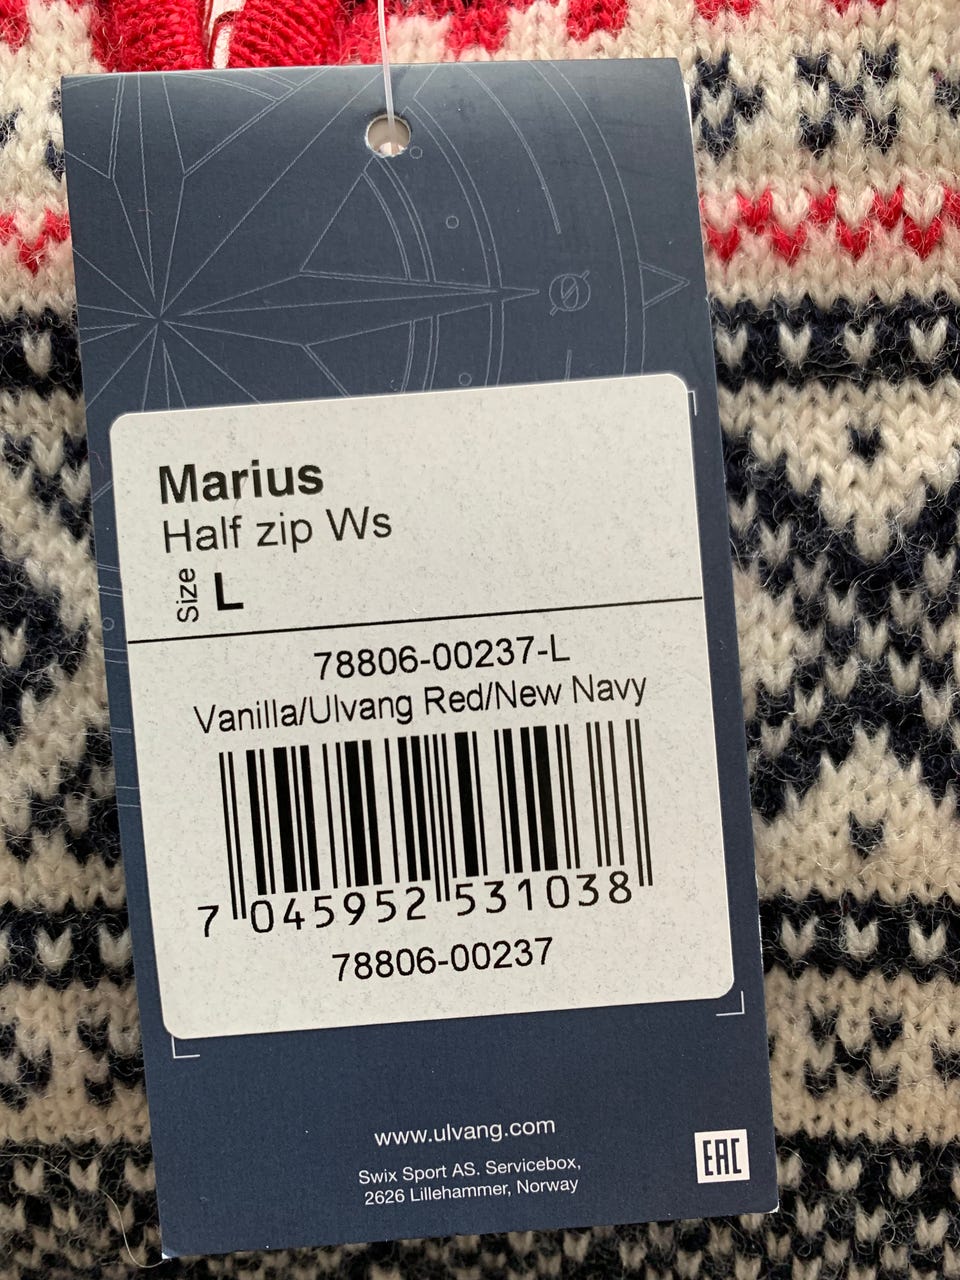 Ø
Marius
Half zip Ws
Size L
78806-00237-L
Vanilla/Ulvang Red/New Navy
7 045952 531038
78806-00237
www.ulvang.com
Swix Sport AS. Servicebox,
2626 Lillehammer, Norway
EAC